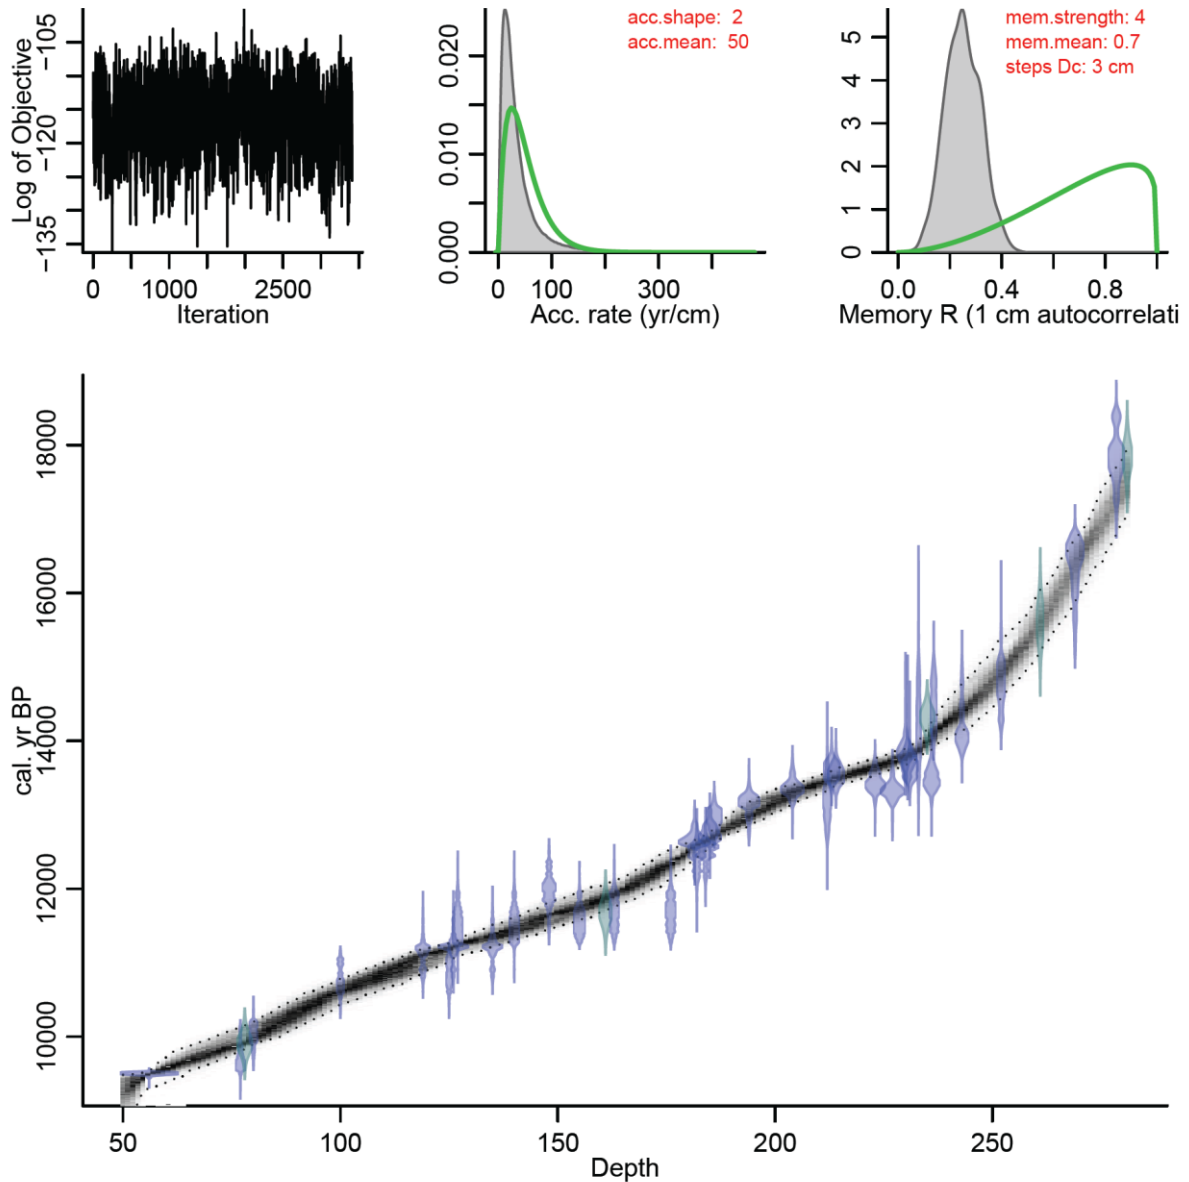 −105
−120
−135
Log of Objective
0 1000 2500
Iteration
acc.shape: 2
acc.mean: 50
0.020
0.010
0.000
0 100 300
Acc. rate (yr/cm)
mem.strength: 4
mem.mean: 0.7
steps Dc: 3 cm
5
4
3
2
1
0
0.0 0.4 0.8
Memory R (1 cm autocorrelati
18000
16000
14000
12000
10000
cal. yr BP
50 100 150 200 250
Depth